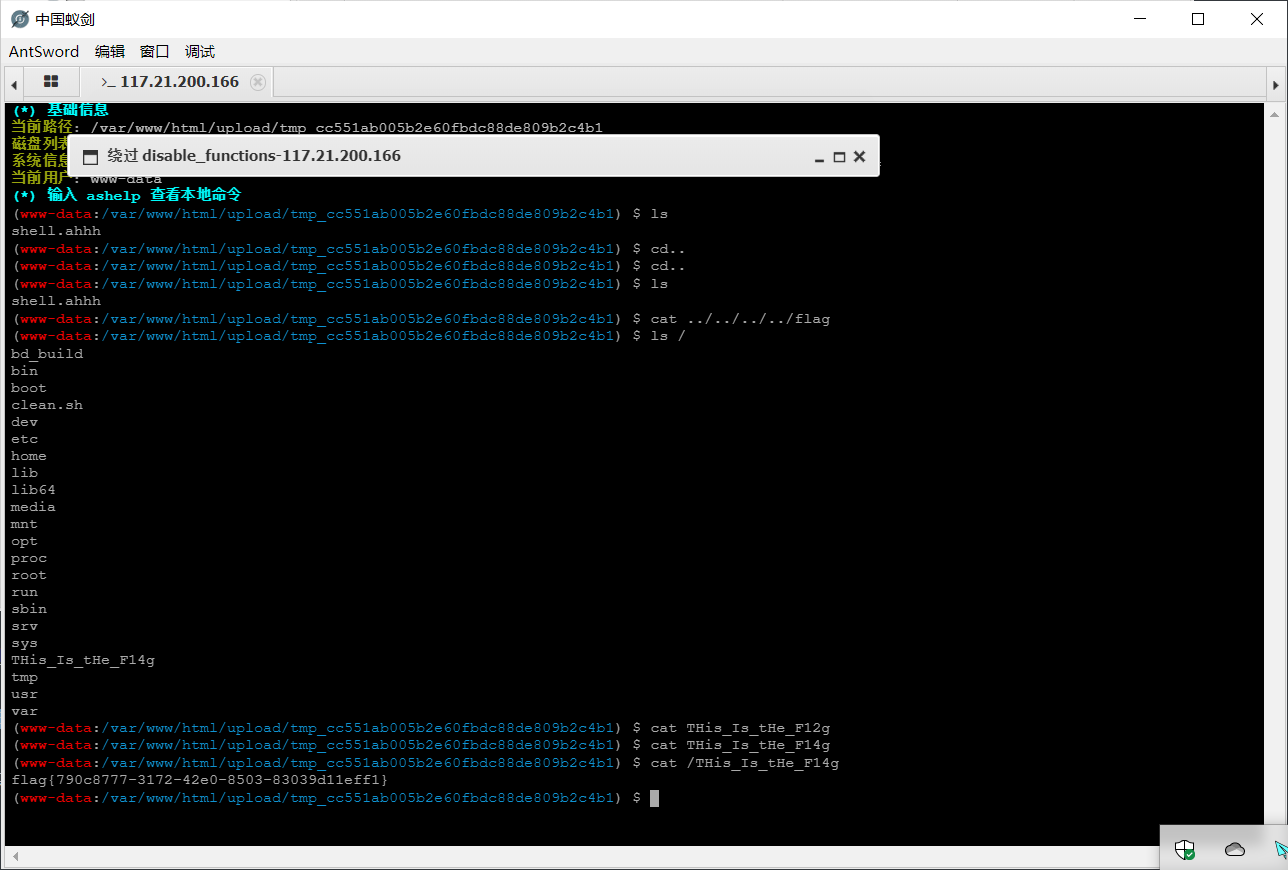 中国蚁剑
AntSword 编辑 窗口 调试
>_ 117.21.200.166
(*) 基础信息
当前路径: /var/www/html/upload/tmp_cc551ab005b2e60fbdc88de809b2c4b1
磁盘列表
绕过 disable_functions-117.21.200.166
系统信息
当前用户: www-data
(*) 输入 ashelp 查看本地命令
(www-data:/var/www/html/upload/tmp_cc551ab005b2e60fbdc88de809b2c4b1) $ ls
shell.ahhh
(www-data:/var/www/html/upload/tmp_cc551ab005b2e60fbdc88de809b2c4b1) $ cd..
(www-data:/var/www/html/upload/tmp_cc551ab005b2e60fbdc88de809b2c4b1) $ cd..
(www-data:/var/www/html/upload/tmp_cc551ab005b2e60fbdc88de809b2c4b1) $ ls
shell.ahhh
(www-data:/var/www/html/upload/tmp_cc551ab005b2e60fbdc88de809b2c4b1) $ cat ../../../../flag
(www-data:/var/www/html/upload/tmp_cc551ab005b2e60fbdc88de809b2c4b1) $ ls /
bd_build
bin
boot
clean.sh
dev
etc
home
lib
lib64
media
mnt
opt
proc
root
run
sbin
srv
sys
THis_Is_tHe_F14g
tmp
usr
var
(www-data:/var/www/html/upload/tmp_cc551ab005b2e60fbdc88de809b2c4b1) $ cat THis_Is_tHe_F12g
(www-data:/var/www/html/upload/tmp_cc551ab005b2e60fbdc88de809b2c4b1) $ cat THis_Is_tHe_F14g
(www-data:/var/www/html/upload/tmp_cc551ab005b2e60fbdc88de809b2c4b1) $ cat /THis_Is_tHe_F14g
flag{790c8777-3172-42e0-8503-83039d11eff1}
(www-data:/var/www/html/upload/tmp_cc551ab005b2e60fbdc88de809b2c4b1) $